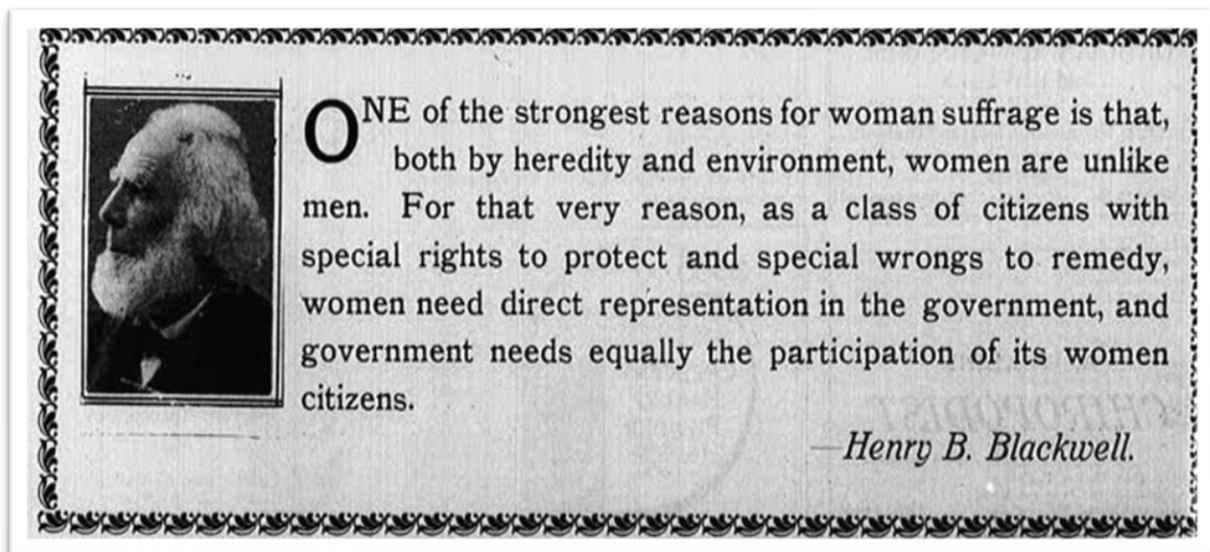 ONE of the strongest reasons for woman suffrage is that,
both by heredity and environment, women are unlike
men. For that very reason, as a class of citizens with
special rights to protect and special wrongs to remedy,
women need direct representation in the government, and
government needs equally the participation of its women
citizens.
—Henry B. Blackwell.
CHIROPODIST